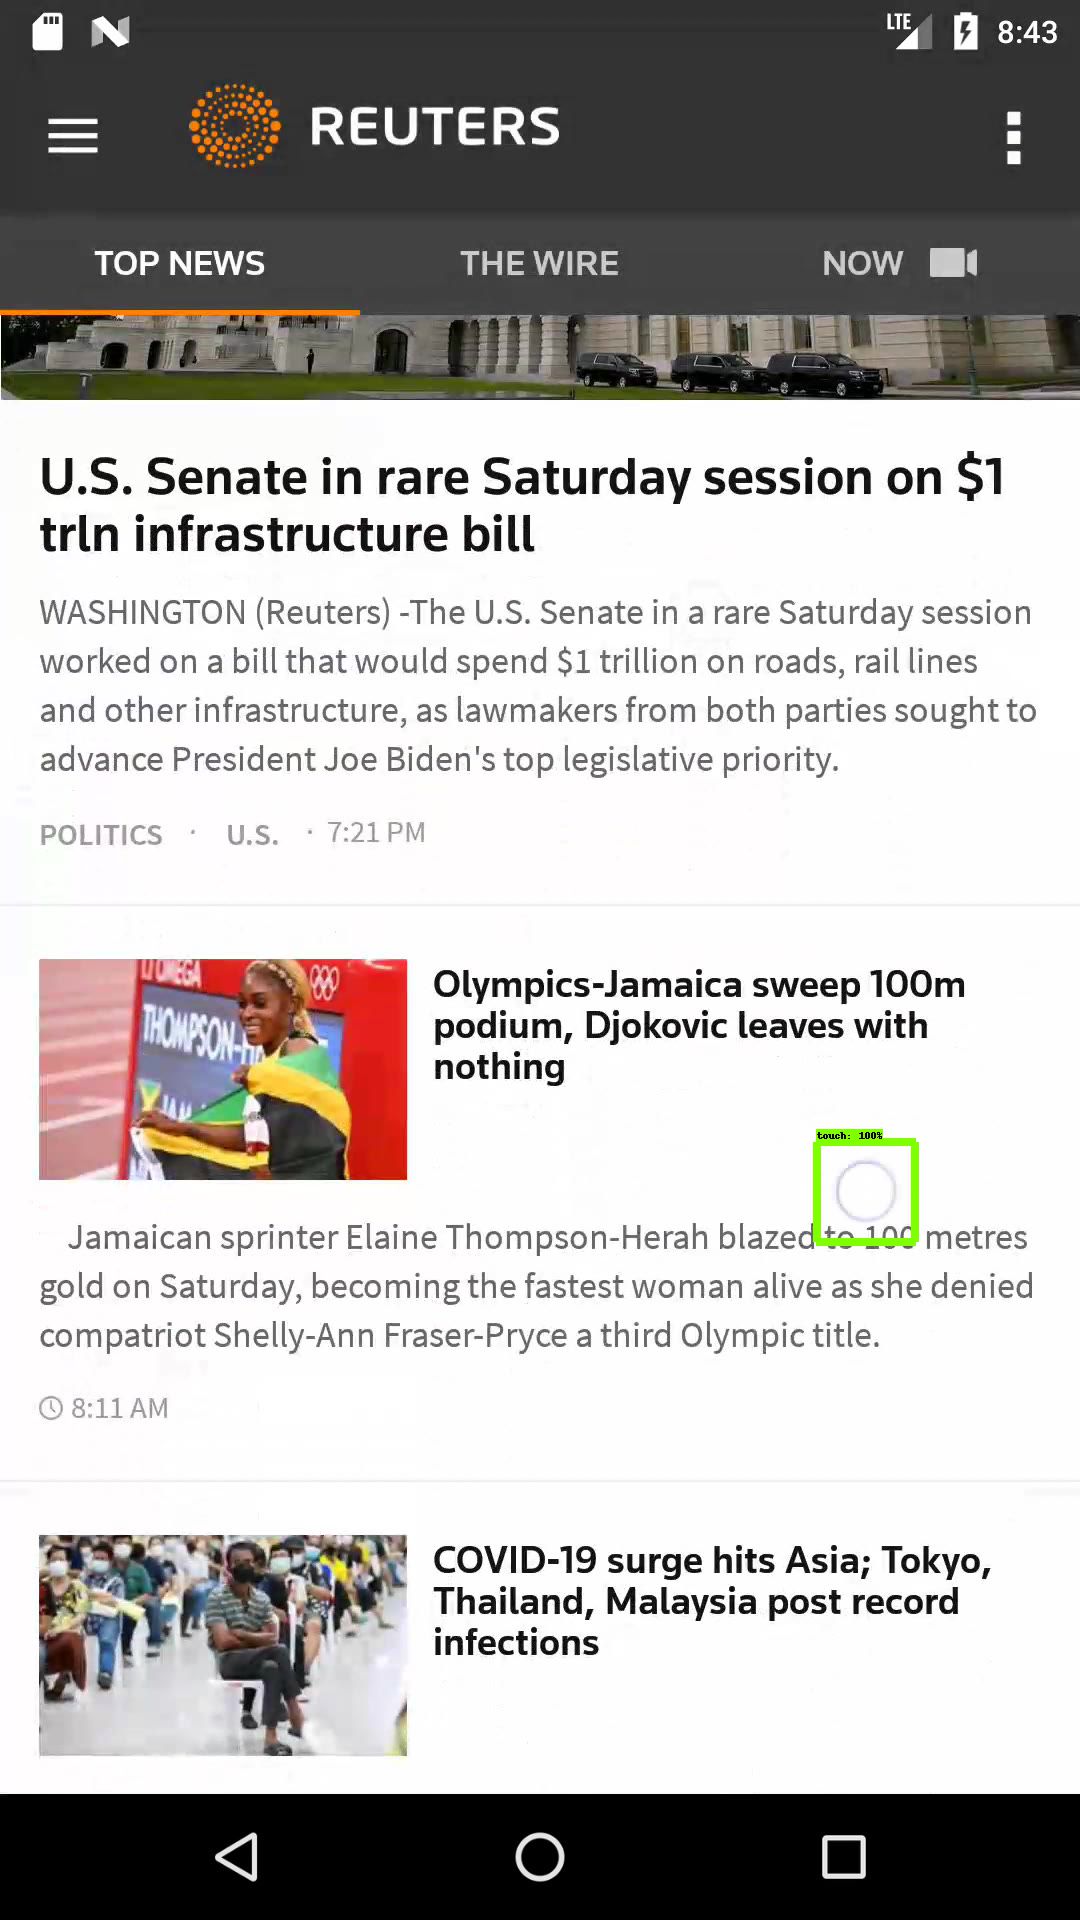 LTE 8:43
REUTERS
TOP NEWS THE WIRE NOW
U.S. Senate in rare Saturday session on $1
trln infrastructure bill
WASHINGTON (Reuters) -The U.S. Senate in a rare Saturday session
worked on a bill that would spend $1 trillion on roads, rail lines
and other infrastructure, as lawmakers from both parties sought to
advance President Joe Biden's top legislative priority.
POLITICS · U.S. · 7:21 PM
OMEGA
THOMPSON-H
JAM
Olympics-Jamaica sweep 100m
podium, Djokovic leaves with
nothing
touch: 100%
Jamaican sprinter Elaine Thompson-Herah blazed to 100 metres
gold on Saturday, becoming the fastest woman alive as she denied
compatriot Shelly-Ann Fraser-Pryce a third Olympic title.
8:11 AM
COVID-19 surge hits Asia; Tokyo,
Thailand, Malaysia post record
infections